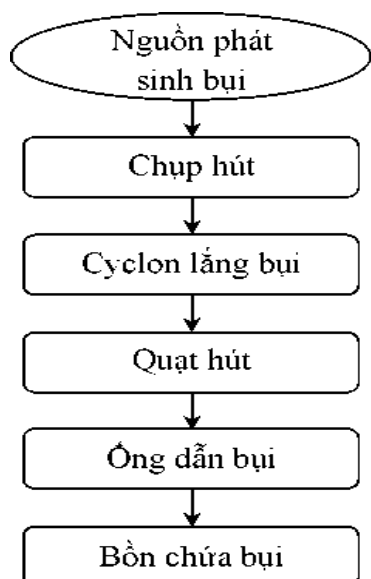 Nguồn phát
sinh bụi
Chụp hút
Cyclon lắng bụi
Quạt hút
Ống dẫn bụi
Bồn chứa bụi